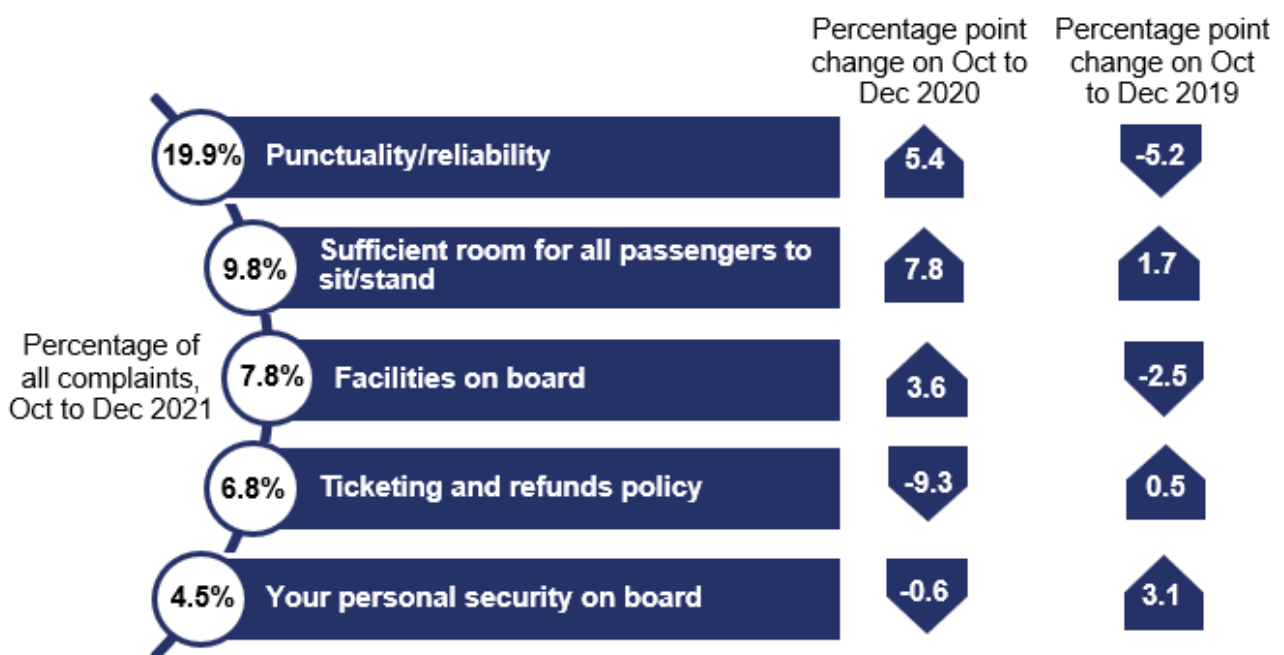 Percentage point
change on Oct to
Dec 2020
Percentage point
change on Oct
to Dec 2019
19.9%
Punctuality/reliability
5.4
-5.2
9.8%
Sufficient room for all passengers to
sit/stand
7.8
1.7
Percentage of
all complaints,
Oct to Dec 2021
7.8%
Facilities on board
3.6
-2.5
6.8%
Ticketing and refunds policy
-9.3
0.5
4.5%
Your personal security on board
-0.6
3.1